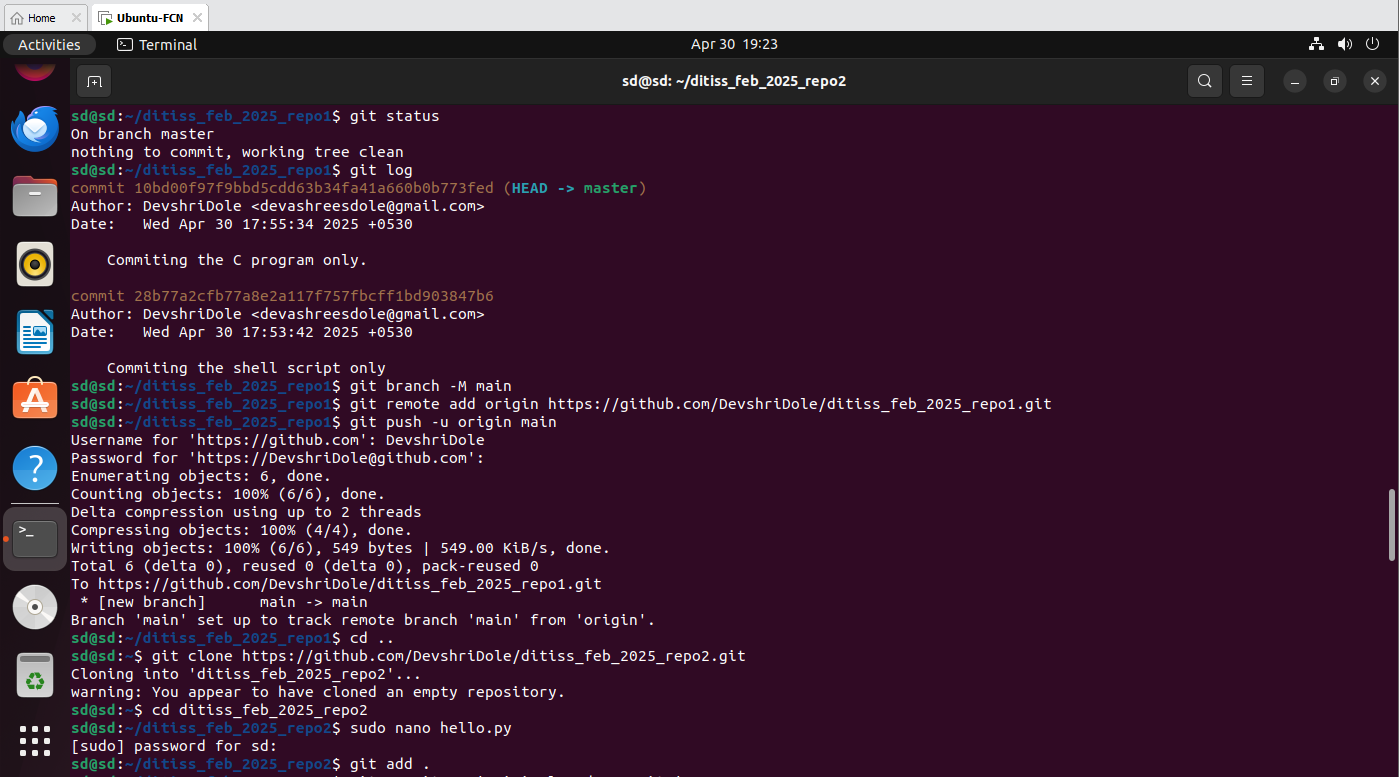 Home
Ubuntu-FCN
Activities
Terminal
Apr 30 19:23
sd@sd: ~/ditiss_feb_2025_repo2
sd@sd:~/ditiss_feb_2025_repo1$ git status
On branch master
nothing to commit, working tree clean
sd@sd:~/ditiss_feb_2025_repo1$ git log
commit 10bd00f97f9bbd5cdd63b34fa41a660b0b773fed (HEAD -> master)
Author: DevshriDole <devashreesdole@gmail.com>
Date:   Wed Apr 30 17:55:34 2025 +0530
    Commiting the C program only.
commit 28b77a2cfb77a8e2a117f757fbcff1bd903847b6
Author: DevshriDole <devashreesdole@gmail.com>
Date:   Wed Apr 30 17:53:42 2025 +0530
    Commiting the shell script only
sd@sd:~/ditiss_feb_2025_repo1$ git branch -M main
sd@sd:~/ditiss_feb_2025_repo1$ git remote add origin https://github.com/DevshriDole/ditiss_feb_2025_repo1.git
sd@sd:~/ditiss_feb_2025_repo1$ git push -u origin main
Username for 'https://github.com': DevshriDole
Password for 'https://DevshriDole@github.com':
Enumerating objects: 6, done.
Counting objects: 100% (6/6), done.
Delta compression using up to 2 threads
Compressing objects: 100% (4/4), done.
Writing objects: 100% (6/6), 549 bytes | 549.00 KiB/s, done.
Total 6 (delta 0), reused 0 (delta 0), pack-reused 0
To https://github.com/DevshriDole/ditiss_feb_2025_repo1.git
 * [new branch]      main -> main
Branch 'main' set up to track remote branch 'main' from 'origin'.
sd@sd:~/ditiss_feb_2025_repo1$ cd ..
sd@sd:~$ git clone https://github.com/DevshriDole/ditiss_feb_2025_repo2.git
Cloning into 'ditiss_feb_2025_repo2'...
warning: You appear to have cloned an empty repository.
sd@sd:~$ cd ditiss_feb_2025_repo2
sd@sd:~/ditiss_feb_2025_repo2$ sudo nano hello.py
[sudo] password for sd:
sd@sd:~/ditiss_feb_2025_repo2$ git add .